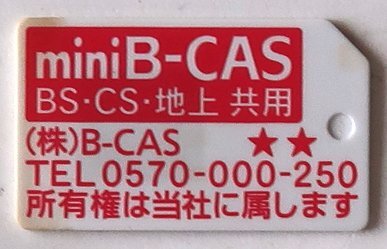 miniB-CAS
BS･CS･地上 共用
(株)B-CAS ★★
TEL 0570-000-250
所有権は当社に属します